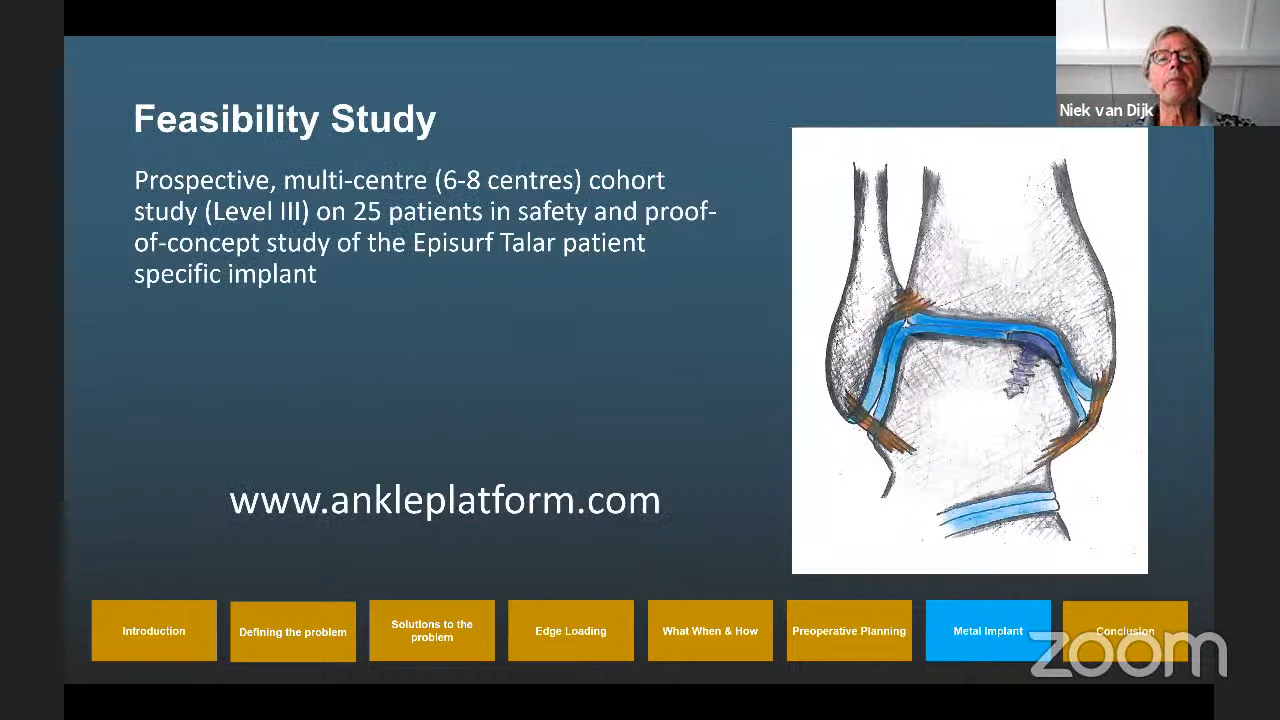 Niek van Dijk
Feasibility Study
Prospective, multi-centre (6-8 centres) cohort
study (Level III) on 25 patients in safety and proof-
of-concept study of the Episurf Talar patient
specific implant
www.ankleplatform.com
Introduction
Defining the problem
Solutions to the
problem
Edge Loading
What When & How
Preoperative Planning
Metal Implant
Conclusion
zoom